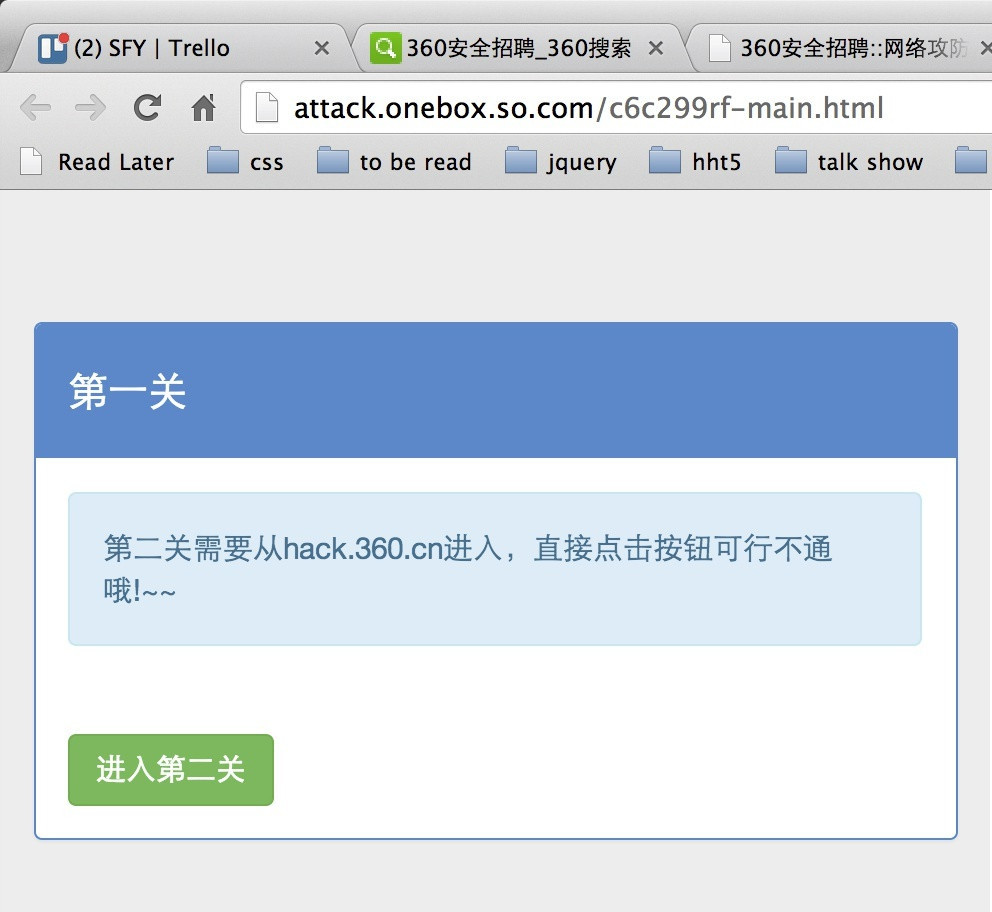 (2) SFY | Trello
360安全招聘_360搜索
360安全招聘::网络攻防
attack.onebox.so.com/c6c299rf-main.html
Read Later
css
to be read
jquery
hht5
talk show
第一关
第二关需要从hack.360.cn进入，直接点击按钮可行不通
哦!~~
进入第二关